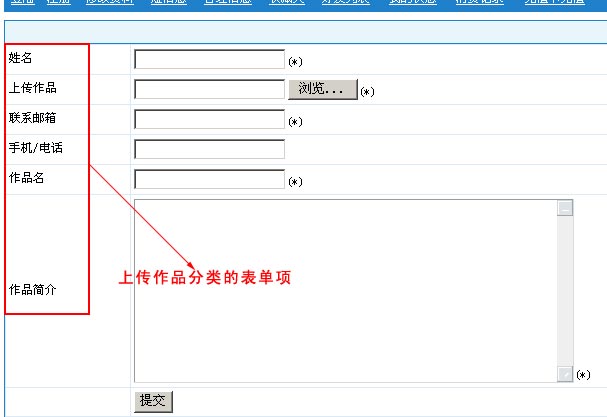 姓名 (*)
上传作品 浏览... (*)
联系邮箱 (*)
手机/电话
作品名 (*)
上传作品分类的表单项
作品简介 (*)
提交